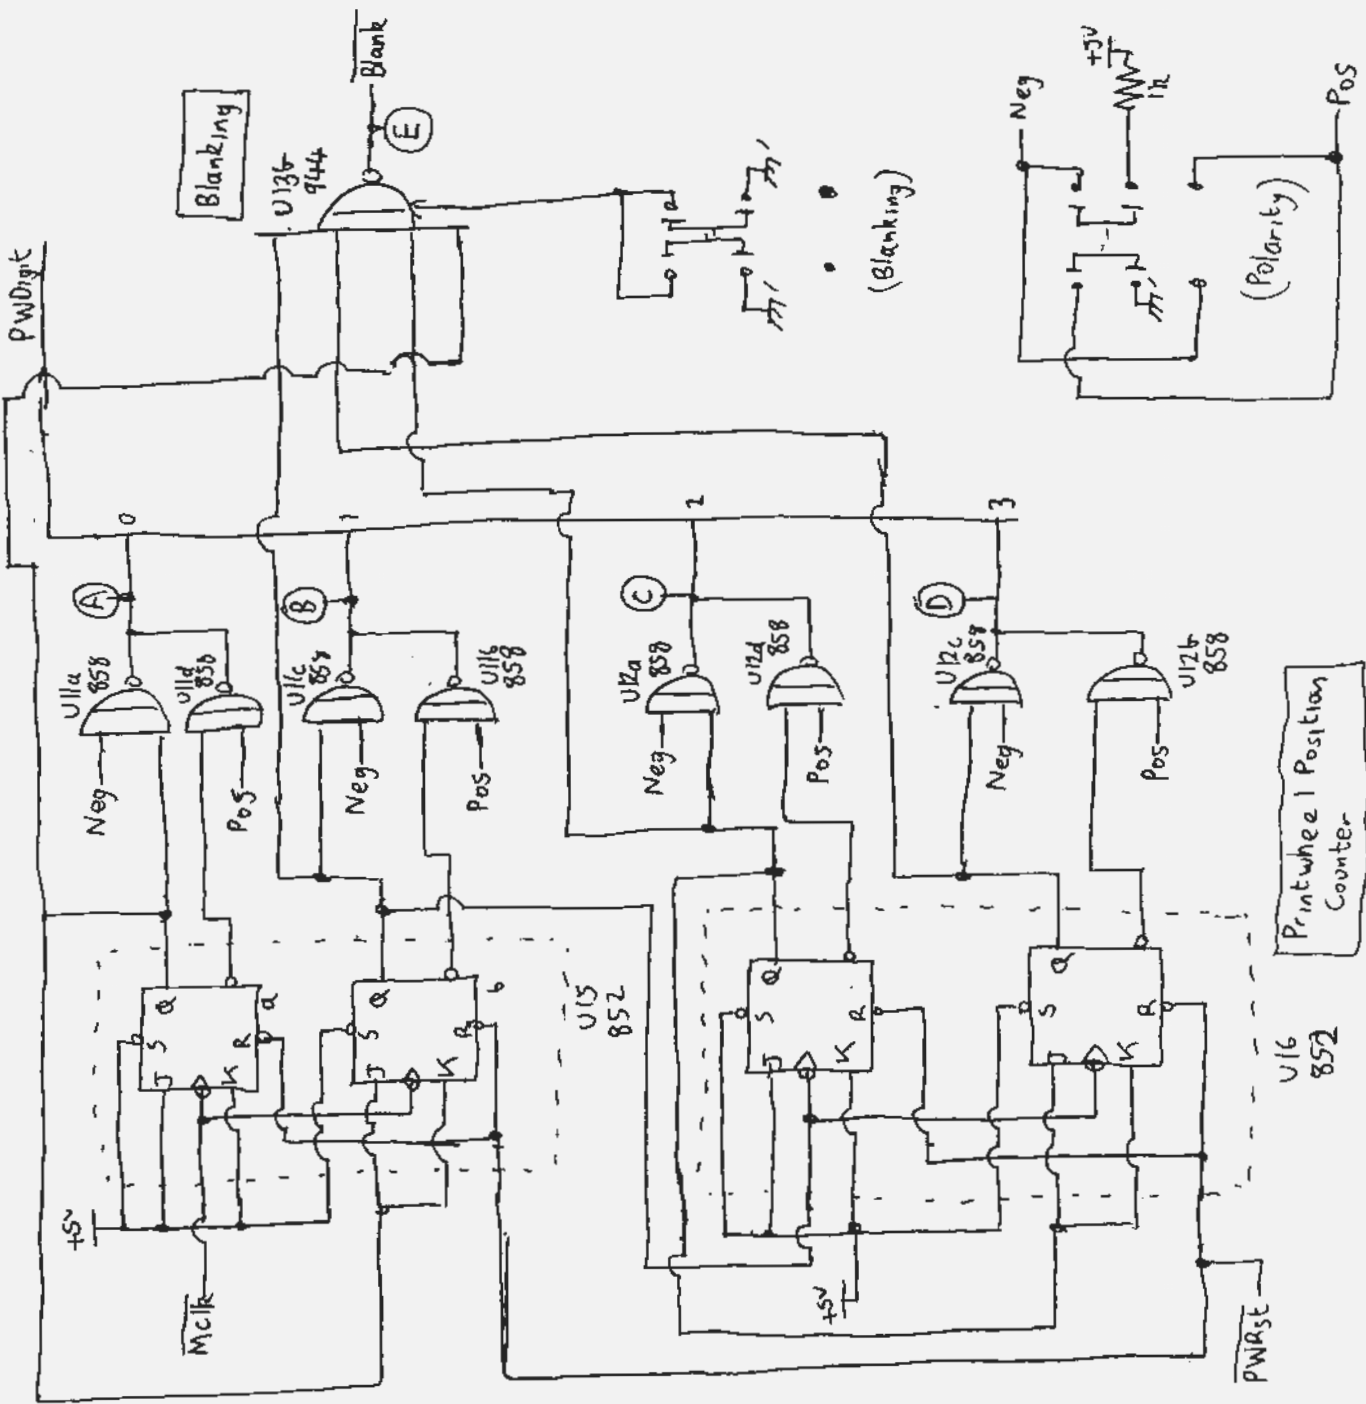 PWDigit
Blanking
U13b
944
Blank
E
(Blanking)
Neg
+5V
1k
(Polarity)
Pos
0
1
2
3
A
B
C
D
U11a
858
U11d
858
U11c
858
U11b
858
U12a
858
U12d
858
U12c
858
U12b
858
Neg
Pos
Neg
Pos
Neg
Pos
Neg
Pos
Q
S
J
K
R
a
Q
S
J
K
R
b
U15
852
Q
S
J
K
R
Q
S
J
K
R
U16
852
+5V
Mclk
+5V
PWRst
Printwheel Position
Counter